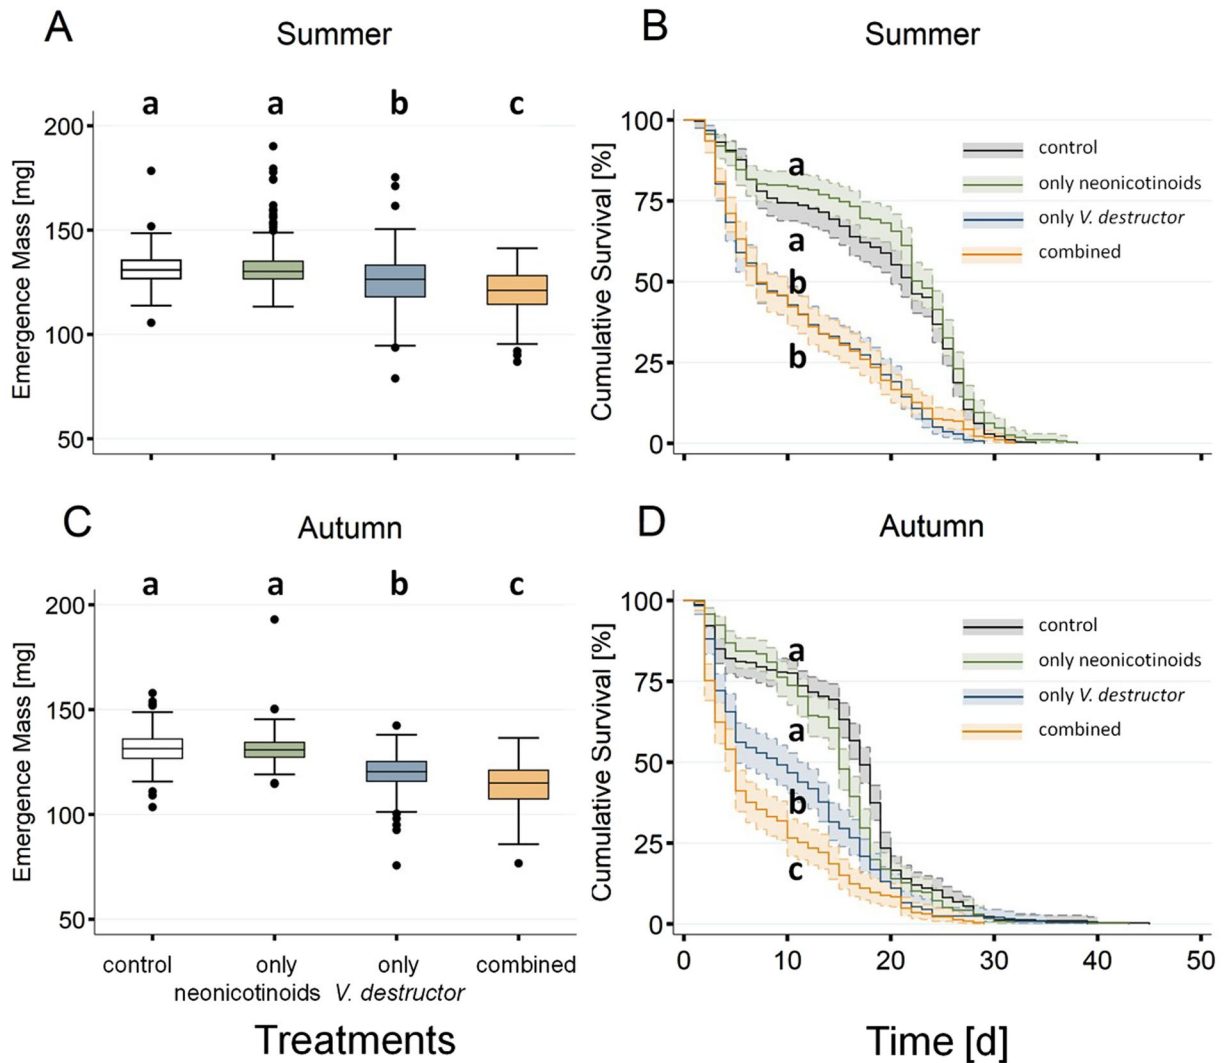 A
Summer
a a b c
Emergence Mass [mg]
200
150
100
50
B
Summer
Cumulative Survival [%]
100
75
50
25
0
control
only neonicotinoids
only V. destructor
combined
a
a
b
b
C
Autumn
a a b c
Emergence Mass [mg]
200
150
100
50
control only only combined
neonicotinoids V. destructor
Treatments
D
Autumn
Cumulative Survival [%]
100
75
50
25
0
control
only neonicotinoids
only V. destructor
combined
a
a
b
c
0 10 20 30 40 50
Time [d]